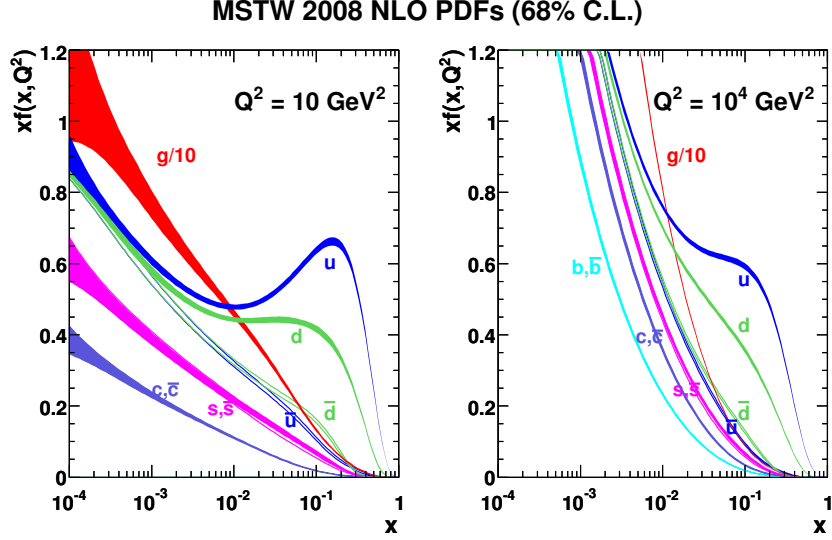 MSTW 2008 NLO PDFs (68% C.L.)
xf(x,Q²)
1.2
1
0.8
0.6
0.4
0.2
0
Q² = 10 GeV²
g/10
u
d
c,c̄
s,s̄
ū
d̄
10⁻⁴
10⁻³
10⁻²
10⁻¹
1
x
xf(x,Q²)
1.2
1
0.8
0.6
0.4
0.2
0
Q² = 10⁴ GeV²
g/10
b,b̄
u
d
c,c̄
s,s̄
d̄
ū
10⁻⁴
10⁻³
10⁻²
10⁻¹
1
x